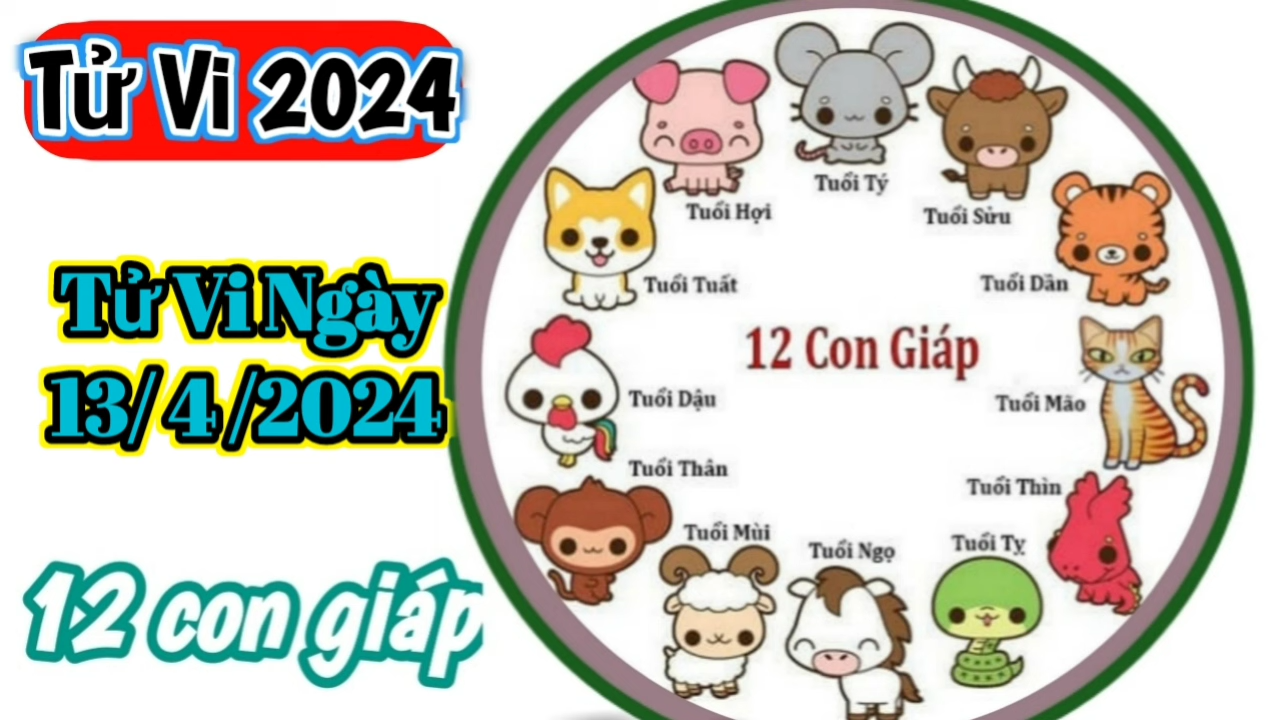 Tử Vi 2024
Tử Vi Ngày
13/4/2024
12 con giáp
Tuổi Tý
Tuổi Hợi
Tuổi Sửu
Tuổi Tuất
Tuổi Dần
12 Con Giáp
Tuổi Dậu
Tuổi Mão
Tuổi Thân
Tuổi Thìn
Tuổi Mùi
Tuổi Ngọ
Tuổi Tỵ